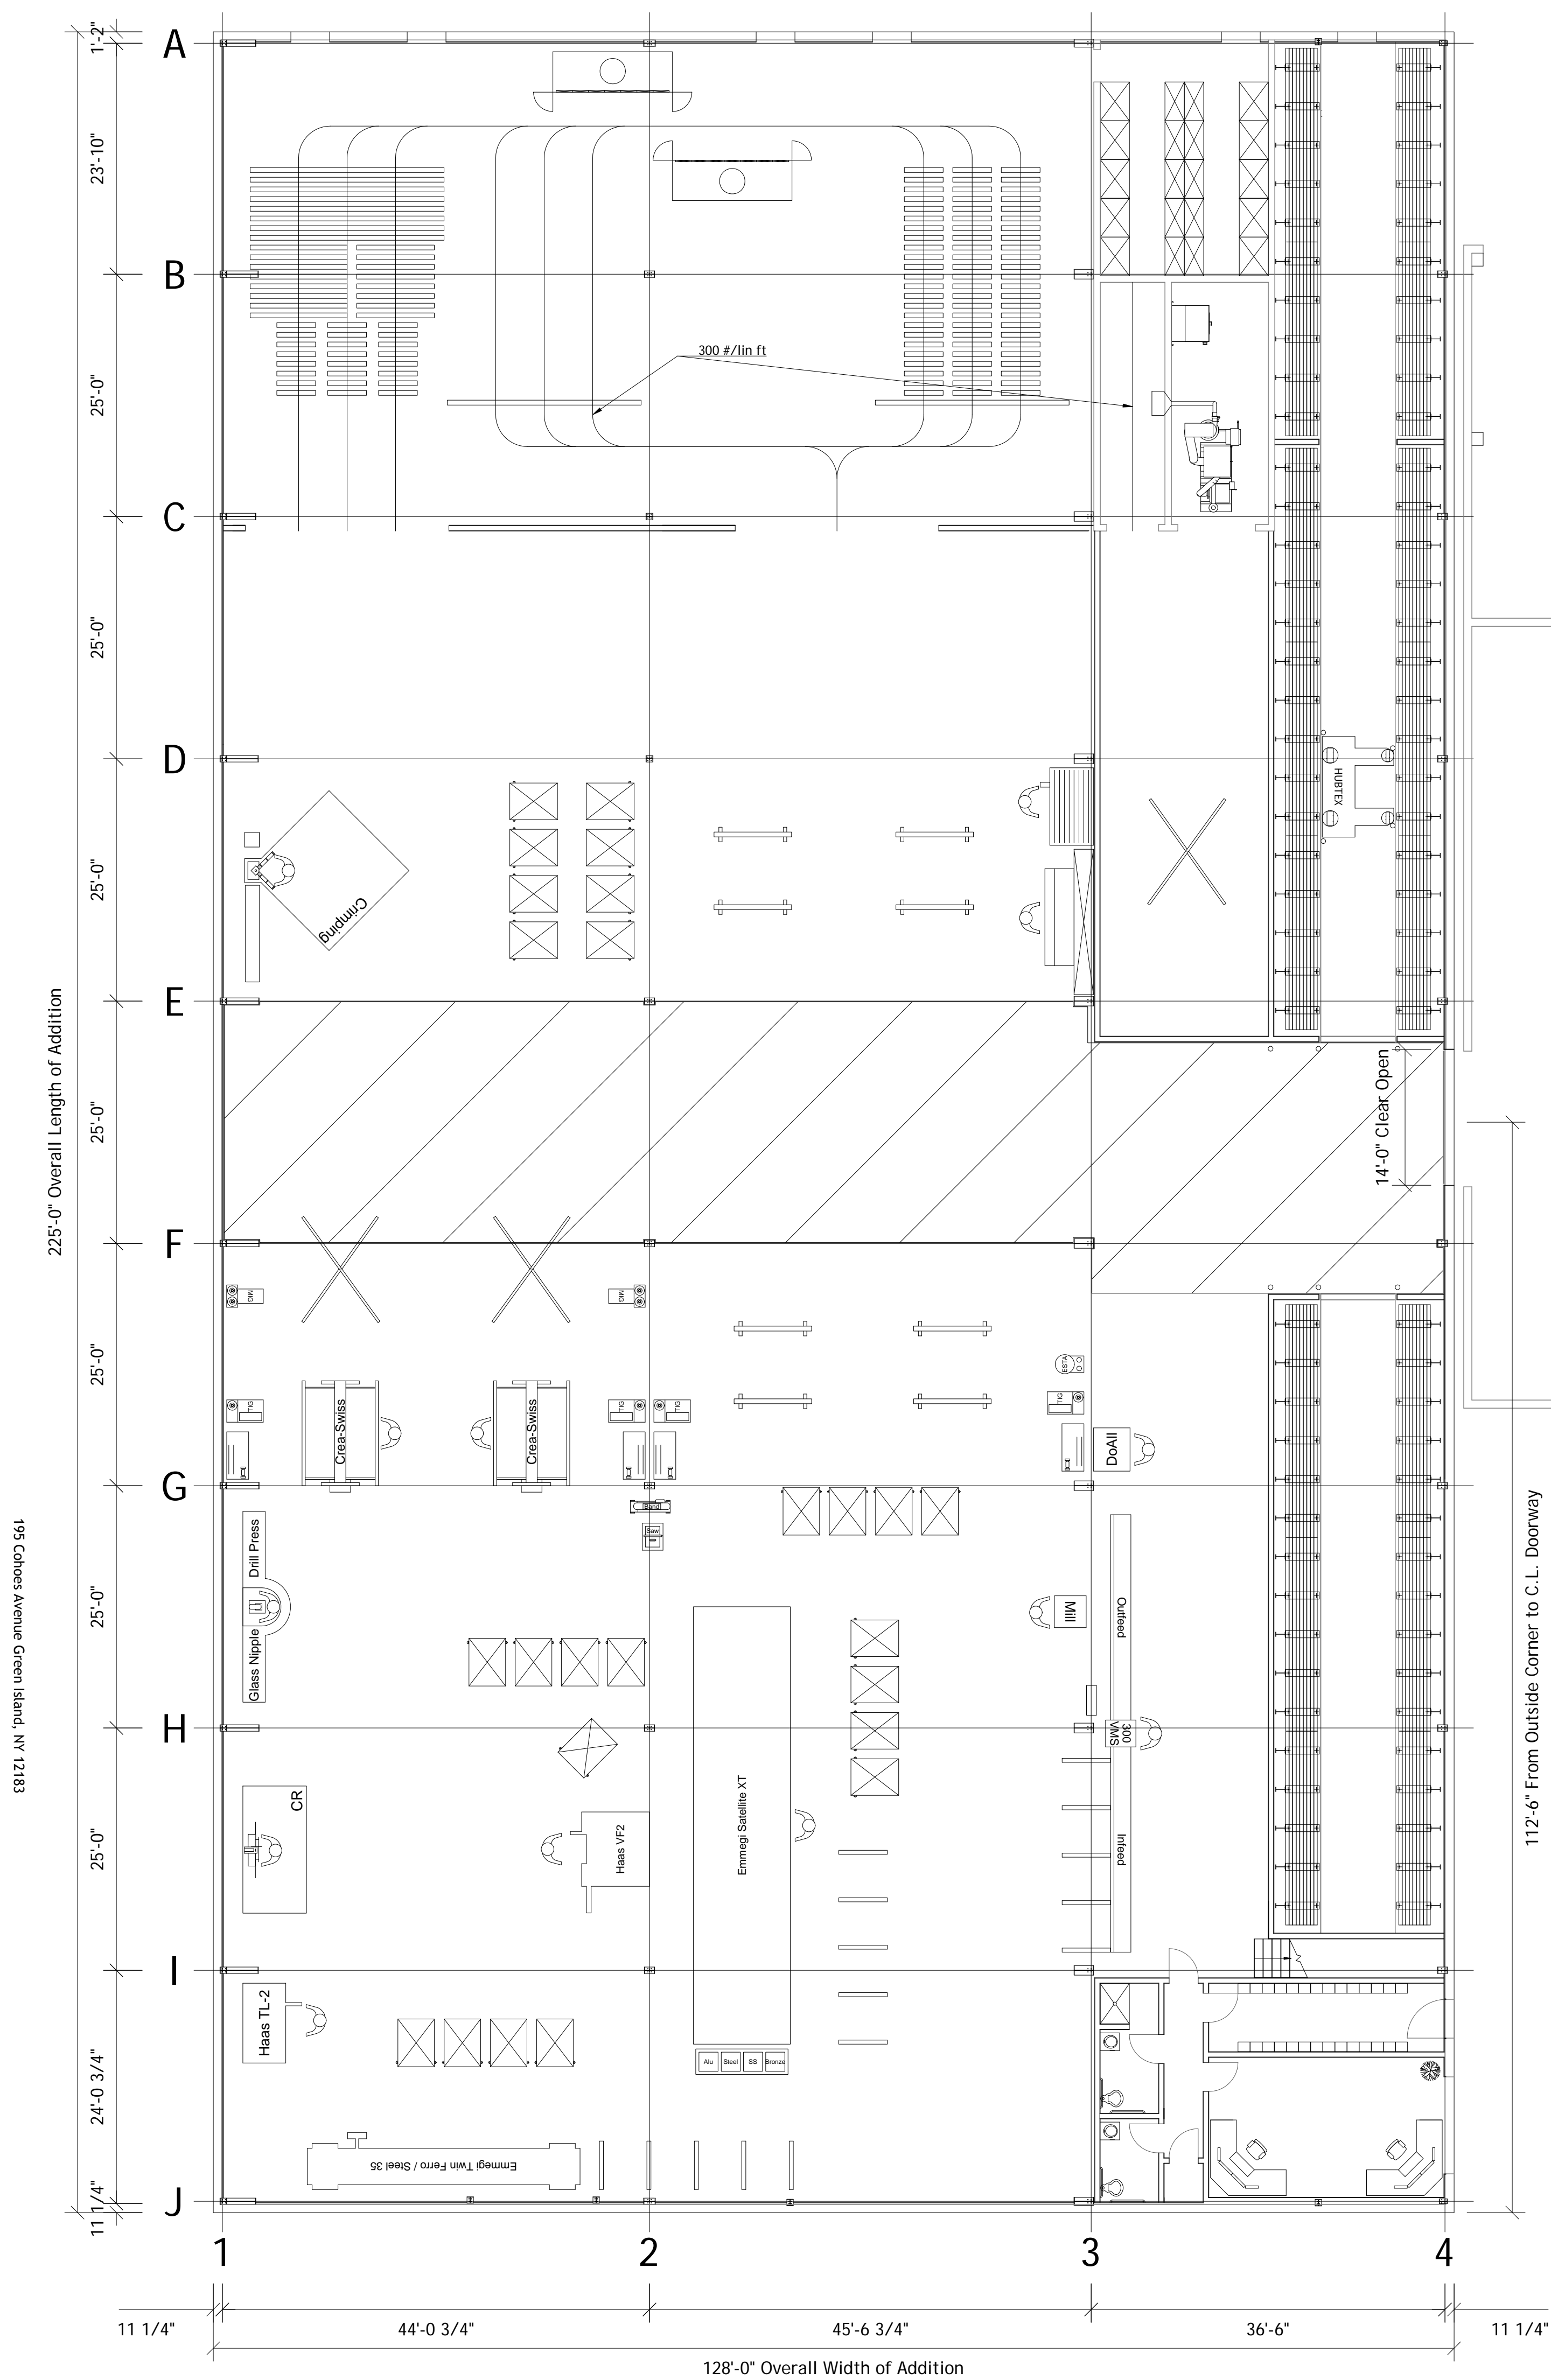 A
1'-2"
23'-10"
B
300 #/lin ft
25'-0"
C
25'-0"
D
HUBTEX
25'-0"
Crimping
E
225'-0" Overall Length of Addition
25'-0"
14'-0" Clear Open
F
MIG
MIG
25'-0"
ESTA
TIG
TIG
TIG
TIG
Crea-Swiss
Crea-Swiss
DoAll
G
Band
Saw
Drill Press
Glass Nipple
25'-0"
Mill
Outfeed
195 Cohoes Avenue Green Island, NY 12183
112'-6" From Outside Corner to C.L. Doorway
H
300
VMS
CR
Haas VF2
Emmegi Satellite XT
Infeed
25'-0"
I
Haas TL-2
24'-0 3/4"
Alu
Steel
SS
Bronze
Emmegi Twin Ferro / Steel 35
J
11 1/4"
1
2
3
4
11 1/4"
44'-0 3/4"
45'-6 3/4"
36'-6"
11 1/4"
128'-0" Overall Width of Addition